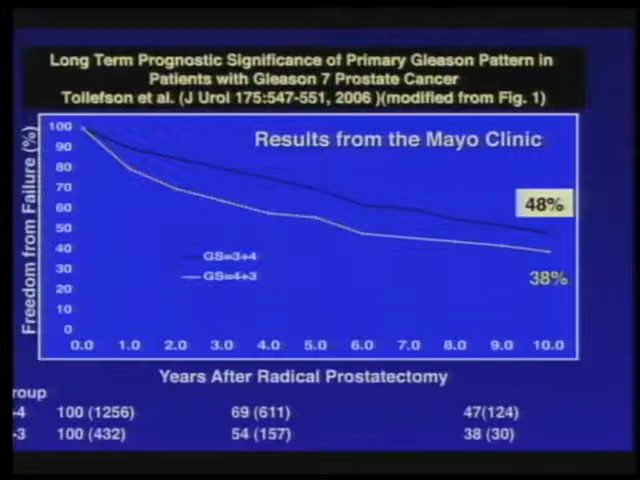 Long Term Prognostic Significance of Primary Gleason Pattern in
Patients with Gleason 7 Prostate Cancer
Tollefson et al. (J Urol 175:547-551, 2006 )(modified from Fig. 1)
Results from the Mayo Clinic
Freedom from Failure (%)
100
90
80
70
60
50
40
30
20
10
0
48%
38%
GS=3+4
GS=4+3
0.0 1.0 2.0 3.0 4.0 5.0 6.0 7.0 8.0 9.0 10.0
Years After Radical Prostatectomy
roup
-4 100 (1256) 69 (611) 47(124)
-3 100 (432) 54 (157) 38 (30)